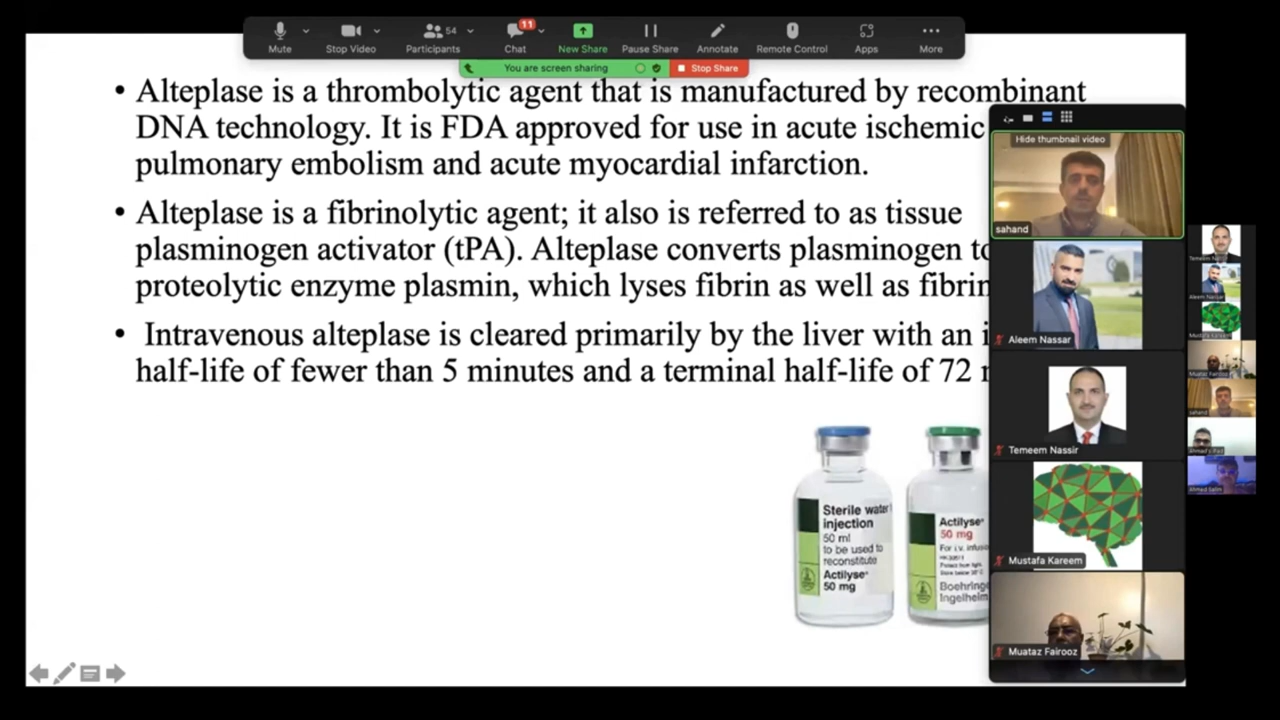 Mute
Stop Video
Participants
54
Chat
11
New Share
Pause Share
Annotate
Remote Control
Apps
More
You are screen sharing
Stop Share
• Alteplase is a thrombolytic agent that is manufactured by recombinant
DNA technology. It is FDA approved for use in acute ischemic
pulmonary embolism and acute myocardial infarction.
• Alteplase is a fibrinolytic agent; it also is referred to as tissue
plasminogen activator (tPA). Alteplase converts plasminogen to
proteolytic enzyme plasmin, which lyses fibrin as well as
• Intravenous alteplase is cleared primarily by the liver with an
half-life of fewer than 5 minutes and a terminal half-life of 72
Sterile water
injection
50 ml
to be used to
reconstitute
Actilyse®
50 mg
Actilyse®
50 mg
For i.v.
Boehringe
Ingelheim
Hide thumbnail video
sahand
Aleem Nassar
Temeem Nassir
Mustafa Kareem
Muataz Fairooz